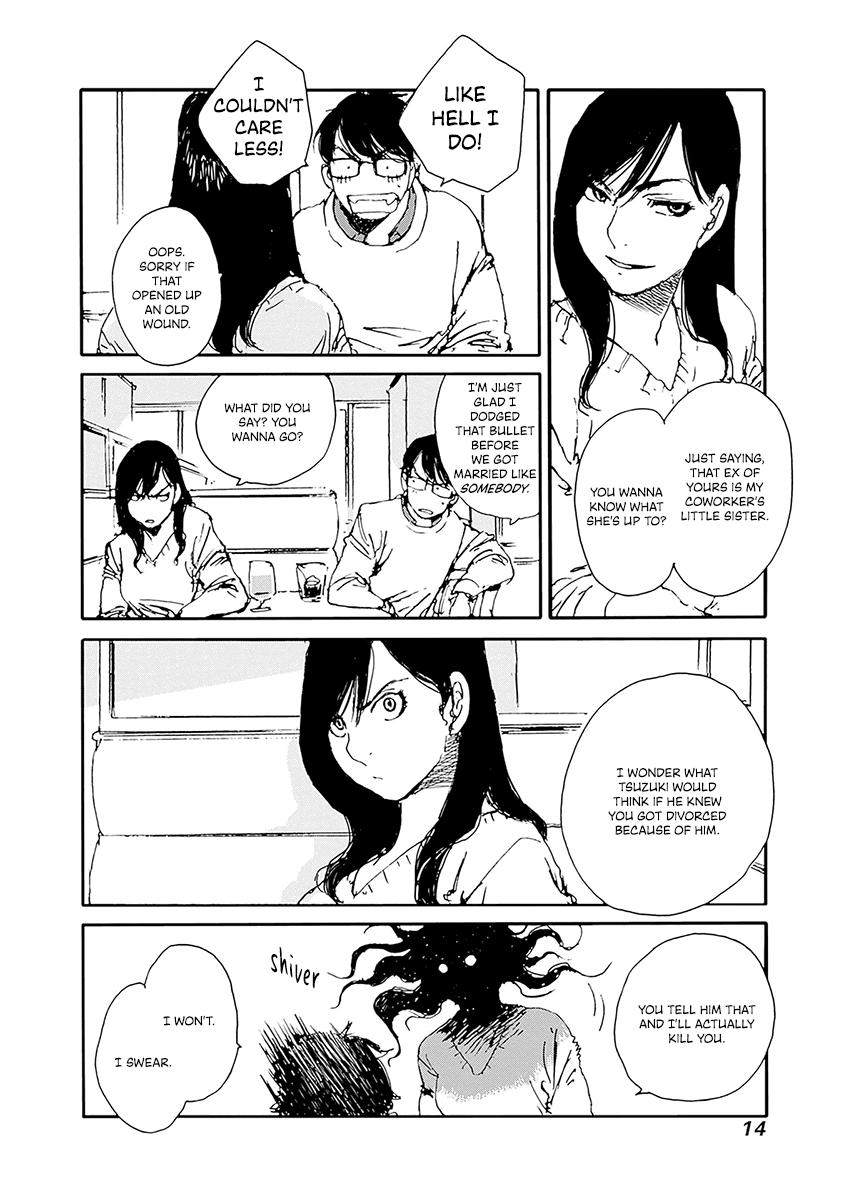 JUST SAYING,
THAT EX OF
YOURS IS MY
COWORKER'S
LITTLE SISTER.
YOU WANNA
KNOW WHAT
SHE'S UP TO?
LIKE
HELL I
DO!
I
COULDN'T
CARE
LESS!
OOPS.
SORRY IF
THAT
OPENED UP
AN OLD
WOUND.
I'M JUST
GLAD I
DODGED
THAT BULLET
BEFORE
WE GOT
MARRIED LIKE
SOMEBODY.
WHAT DID YOU
SAY? YOU
WANNA GO?
I WONDER WHAT
TSUZUKI WOULD
THINK IF HE KNEW
YOU GOT DIVORCED
BECAUSE OF HIM.
YOU TELL HIM THAT
AND I'LL ACTUALLY
KILL YOU.
shiver
I WON'T.
I SWEAR.
14